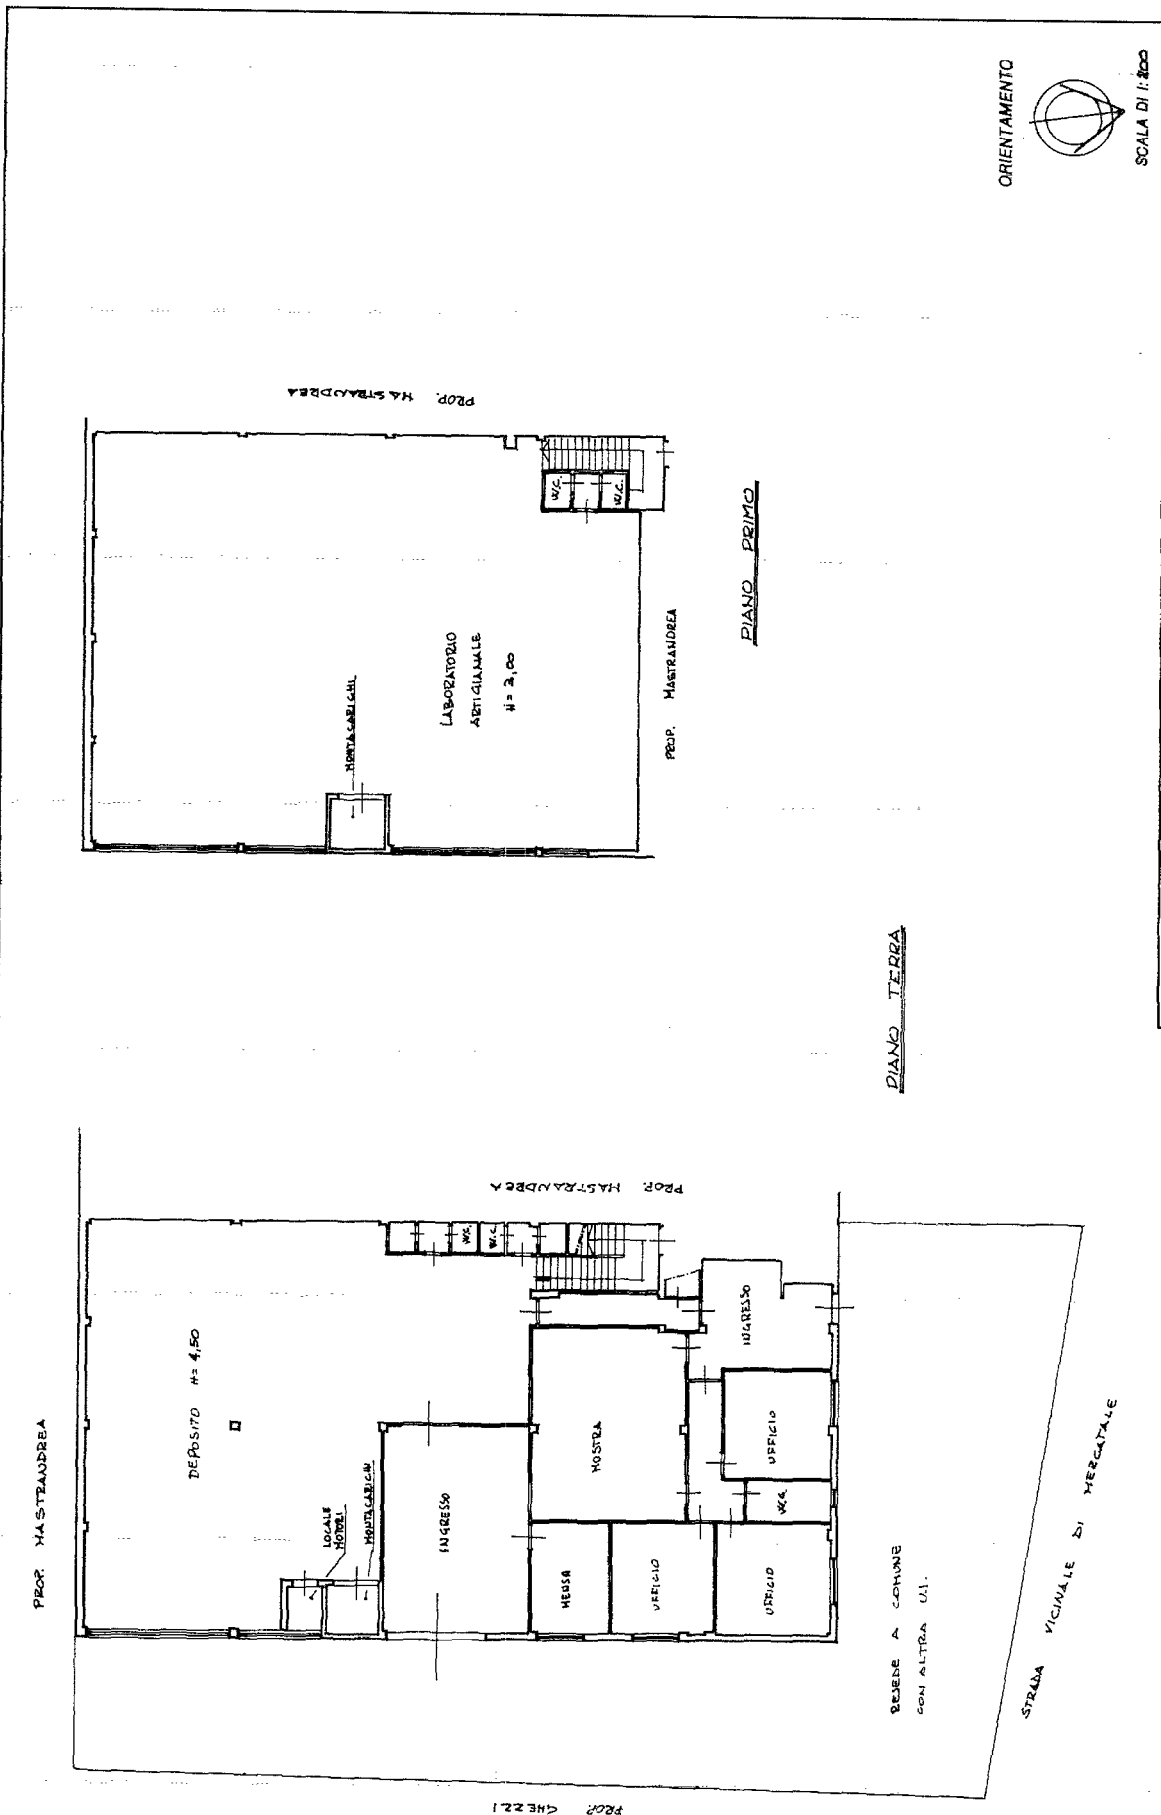 ORIENTAMENTO
SCALA DI 1:200
PROP. MASTRANDREA
W.C.
W.C.
MONTACARICHI
LABORATORIO
ARTIGIANALE
H= 3,00
PROP. MASTRANDREA
PIANO PRIMO
PIANO TERRA
PROP. MASTRANDREA
PROP. MASTRANDREA
DEPOSITO H= 4,50
W.C.
W.C.
LOCALE
MOTORI
MONTACARICHI
INGRESSO
MOSTRA
INGRESSO
UFFICIO
W.C.
MENSA
UFFICIO
UFFICIO
RESEDE A COMUNE
CON ALTRA U.I.
STRADA VICINALE DI MERCATALE
PROP. GHEZZI